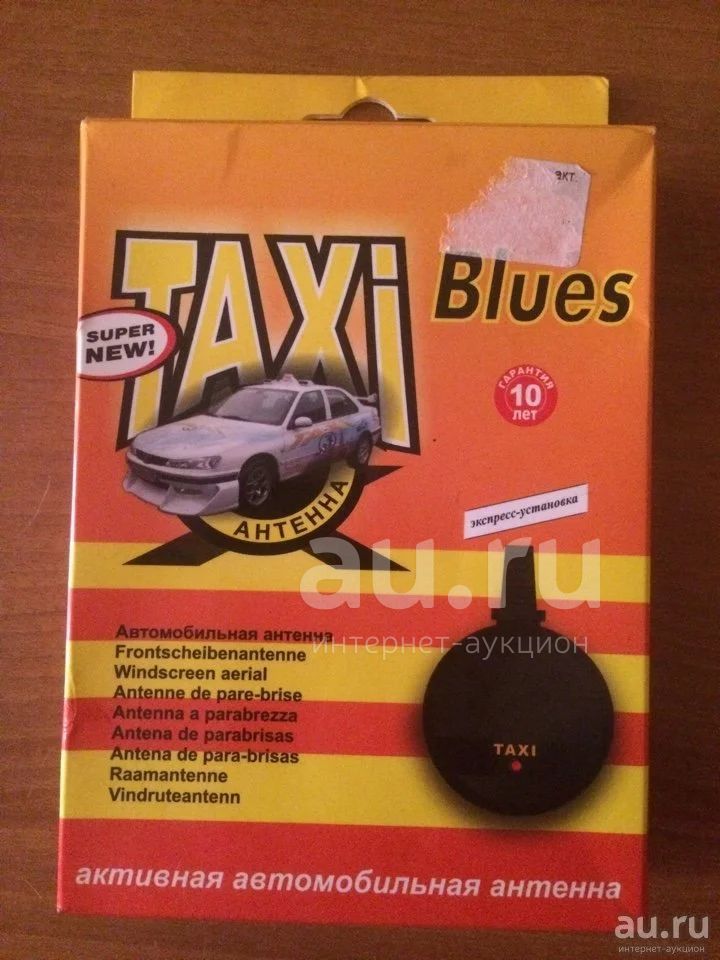 экт.
TAXi
Blues
SUPER
NEW!
ГАРАНТИЯ
10
лет
АНТЕННА
экспресс-установка
au.ru
интернет-аукцион
Автомобильная антенна
Frontscheibenantenne
Windscreen aerial
Antenne de pare-brise
Antenna a parabrezza
Antena de parabrisas
Antena de para-brisas
Raamantenne
Vindruteantenn
TAXI
активная автомобильная антенна
au.ru
интернет-аукцион